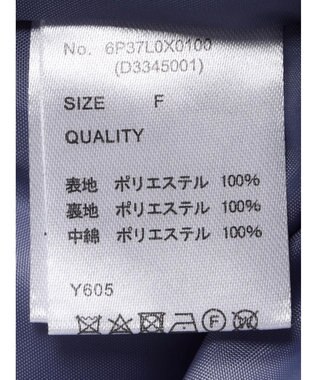 No. 6P37L0X0100
(D3345001)
SIZE F
QUALITY
表地 ポリエステル 100%
裏地 ポリエステル 100%
中綿 ポリエステル 100%
Y605
F W